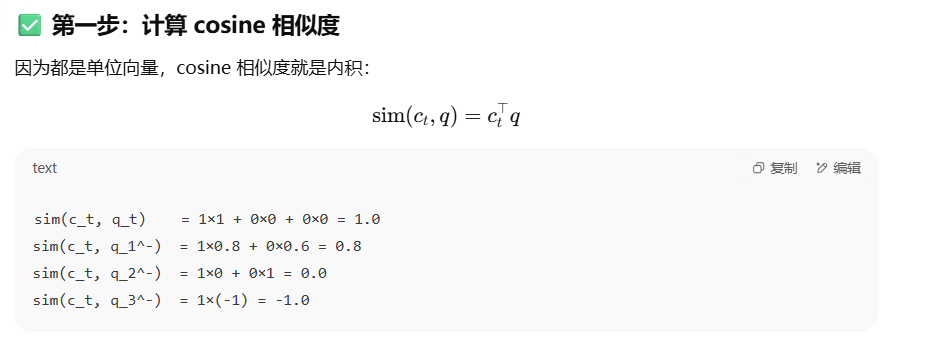 ✅ 第一步：计算 cosine 相似度
因为都是单位向量，cosine 相似度就是内积：
sim(c_t, q) = c_t^⊤ q
text 复制 编辑
sim(c_t, q_t)    = 1×1 + 0×0 + 0×0 = 1.0
sim(c_t, q_1^-)  = 1×0.8 + 0×0.6 = 0.8
sim(c_t, q_2^-)  = 1×0 + 0×1 = 0.0
sim(c_t, q_3^-)  = 1×(-1) = -1.0